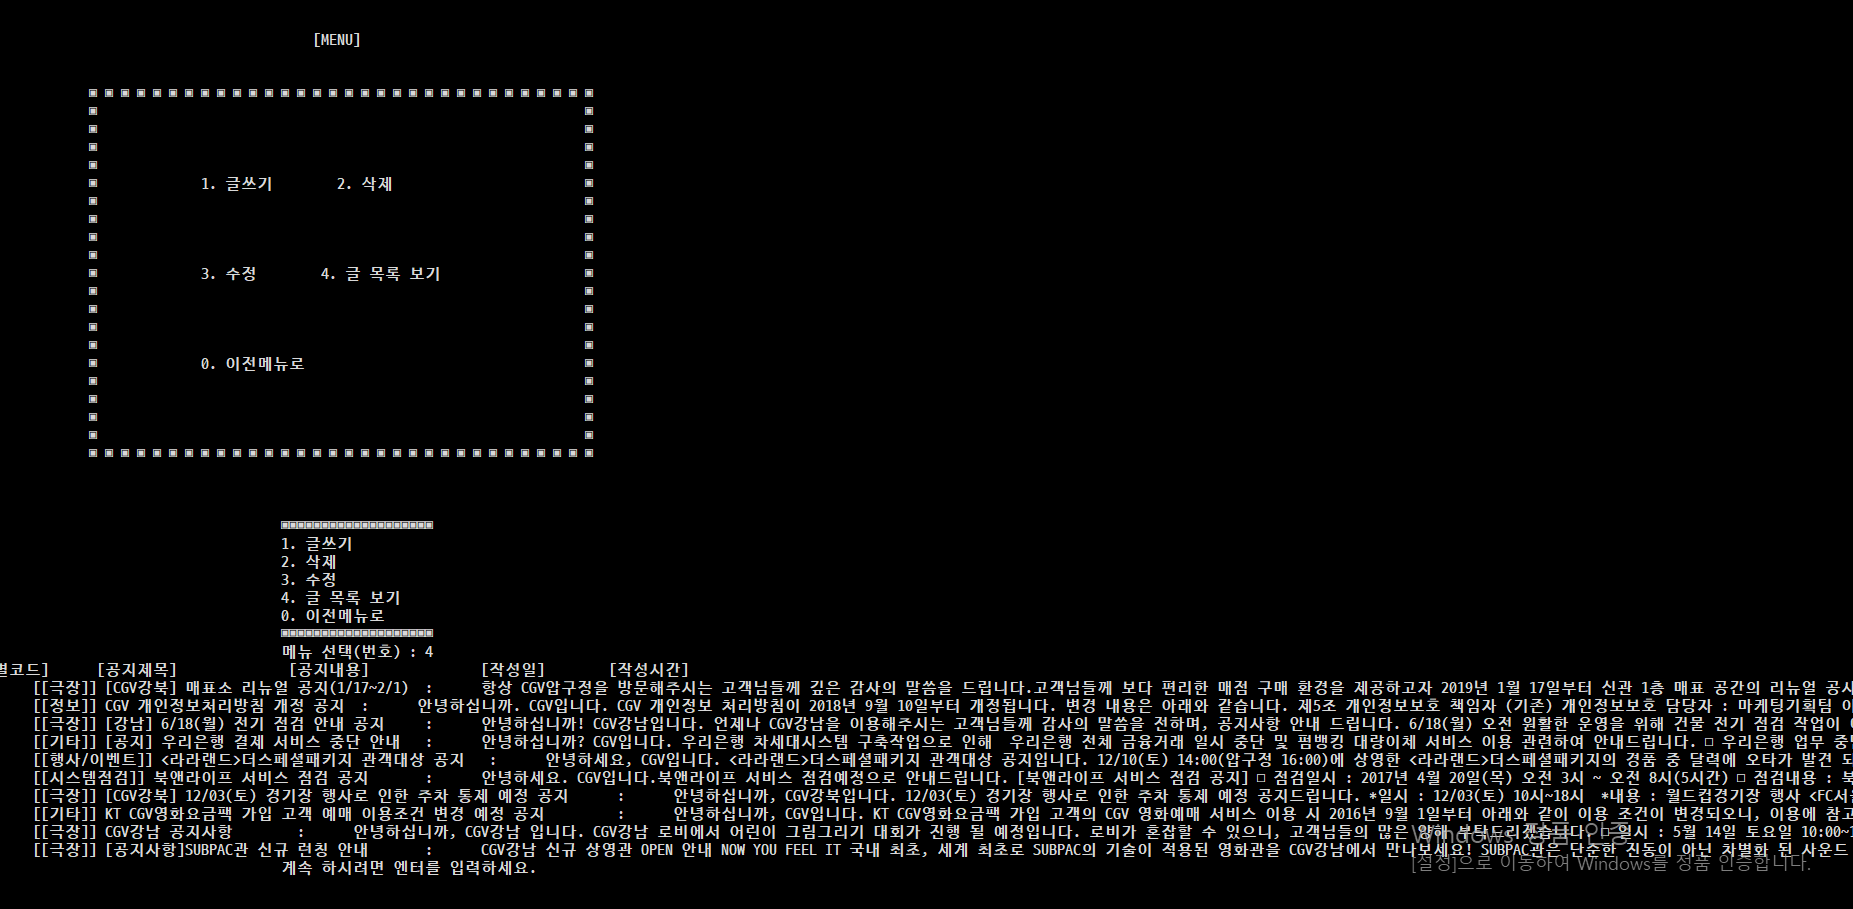 [MENU]
1. 글쓰기 2. 삭제
3. 수정 4. 글 목록 보기
0. 이전메뉴로
1. 글쓰기
2. 삭제
3. 수정
4. 글 목록 보기
0. 이전메뉴로
메뉴 선택(번호) : 4
별코드] [공지제목] [공지내용] [작성일] [작성시간]
[[극장]] [CGV강북] 매표소 리뉴얼 공지(1/17~2/1) : 항상 CGV압구정을 방문해주시는 고객님들께 깊은 감사의 말씀을 드립니다.고객님들께 보다 편리한 매점 구매 환경을 제공하고자 2019년 1월 17일부터 신관 1층 매표 공간의 리뉴얼 공사
[[정보]] CGV 개인정보처리방침 개정 공지 : 안녕하십니까. CGV입니다. CGV 개인정보 처리방침이 2018년 9월 10일부터 개정됩니다. 변경 내용은 아래와 같습니다. 제5조 개인정보보호 책임자 (기존) 개인정보보호 담당자 : 마케팅기획팀 이
[[극장]] [강남] 6/18(월) 전기 점검 안내 공지 : 안녕하십니까! CGV강남입니다. 언제나 CGV강남을 이용해주시는 고객님들께 감사의 말씀을 전하며, 공지사항 안내 드립니다. 6/18(월) 오전 원활한 운영을 위해 건물 전기 점검 작업이
[[기타]] [공지] 우리은행 결제 서비스 중단 안내 : 안녕하십니까? CGV입니다. 우리은행 차세대시스템 구축작업으로 인해 우리은행 전체 금융거래 일시 중단 및 펌뱅킹 대량이체 서비스 이용 관련하여 안내드립니다. □ 우리은행 업무
[[행사/이벤트]] <라라랜드>더스페셜패키지 관객대상 공지 : 안녕하세요, CGV입니다. <라라랜드>더스페셜패키지 관객대상 공지입니다. 12/10(토) 14:00(압구정 16:00)에 상영한 <라라랜드>더스페셜패키지의 경품 중 달력에 오타가 발견 되
[[시스템점검]] 북앤라이프 서비스 점검 공지 : 안녕하세요. CGV입니다.북앤라이프 서비스 점검예정으로 안내드립니다. [북앤라이프 서비스 점검 공지] □ 점검일시 : 2017년 4월 20일(목) 오전 3시 ~ 오전 8시(5시간) □ 점검내용 : 북
[[극장]] [CGV강북] 12/03(토) 경기장 행사로 인한 주차 통제 예정 공지 : 안녕하십니까, CGV강북입니다. 12/03(토) 경기장 행사로 인한 주차 통제 예정 공지드립니다. *일시 : 12/03(토) 10시~18시 *내용 : 월드컵경기장 행사 <FC서울
[[기타]] KT CGV영화요금팩 가입 고객 예매 이용조건 변경 예정 공지 : 안녕하십니까, CGV입니다. KT CGV영화요금팩 가입 고객의 CGV 영화예매 서비스 이용 시 2016년 9월 1일부터 아래와 같이 이용 조건이 변경되오니, 이용에 참고
[[극장]] CGV강남 공지사항 : 안녕하십니까, CGV강남 입니다. CGV강남 로비에서 어린이 그림그리기 대회가 진행 될 예정입니다. 로비가 혼잡할 수 있으니, 고객님들의 많은 양해 부탁드리겠습니다. □ 일시 : 5월 14일 토요일 10:00~1
[[극장]] [공지사항]SUBPAC관 신규 런칭 안내 : CGV강남 신규 상영관 OPEN 안내 NOW YOU FEEL IT 국내 최초, 세계 최초로 SUBPAC의 기술이 적용된 영화관을 CGV강남에서 만나보세요! SUBPAC관은 단순한 진동이 아닌 차별화 된 사운드
계속 하시려면 엔터를 입력하세요.
Windows 정품 인증
[설정]으로 이동하여 Windows를 정품 인증합니다.